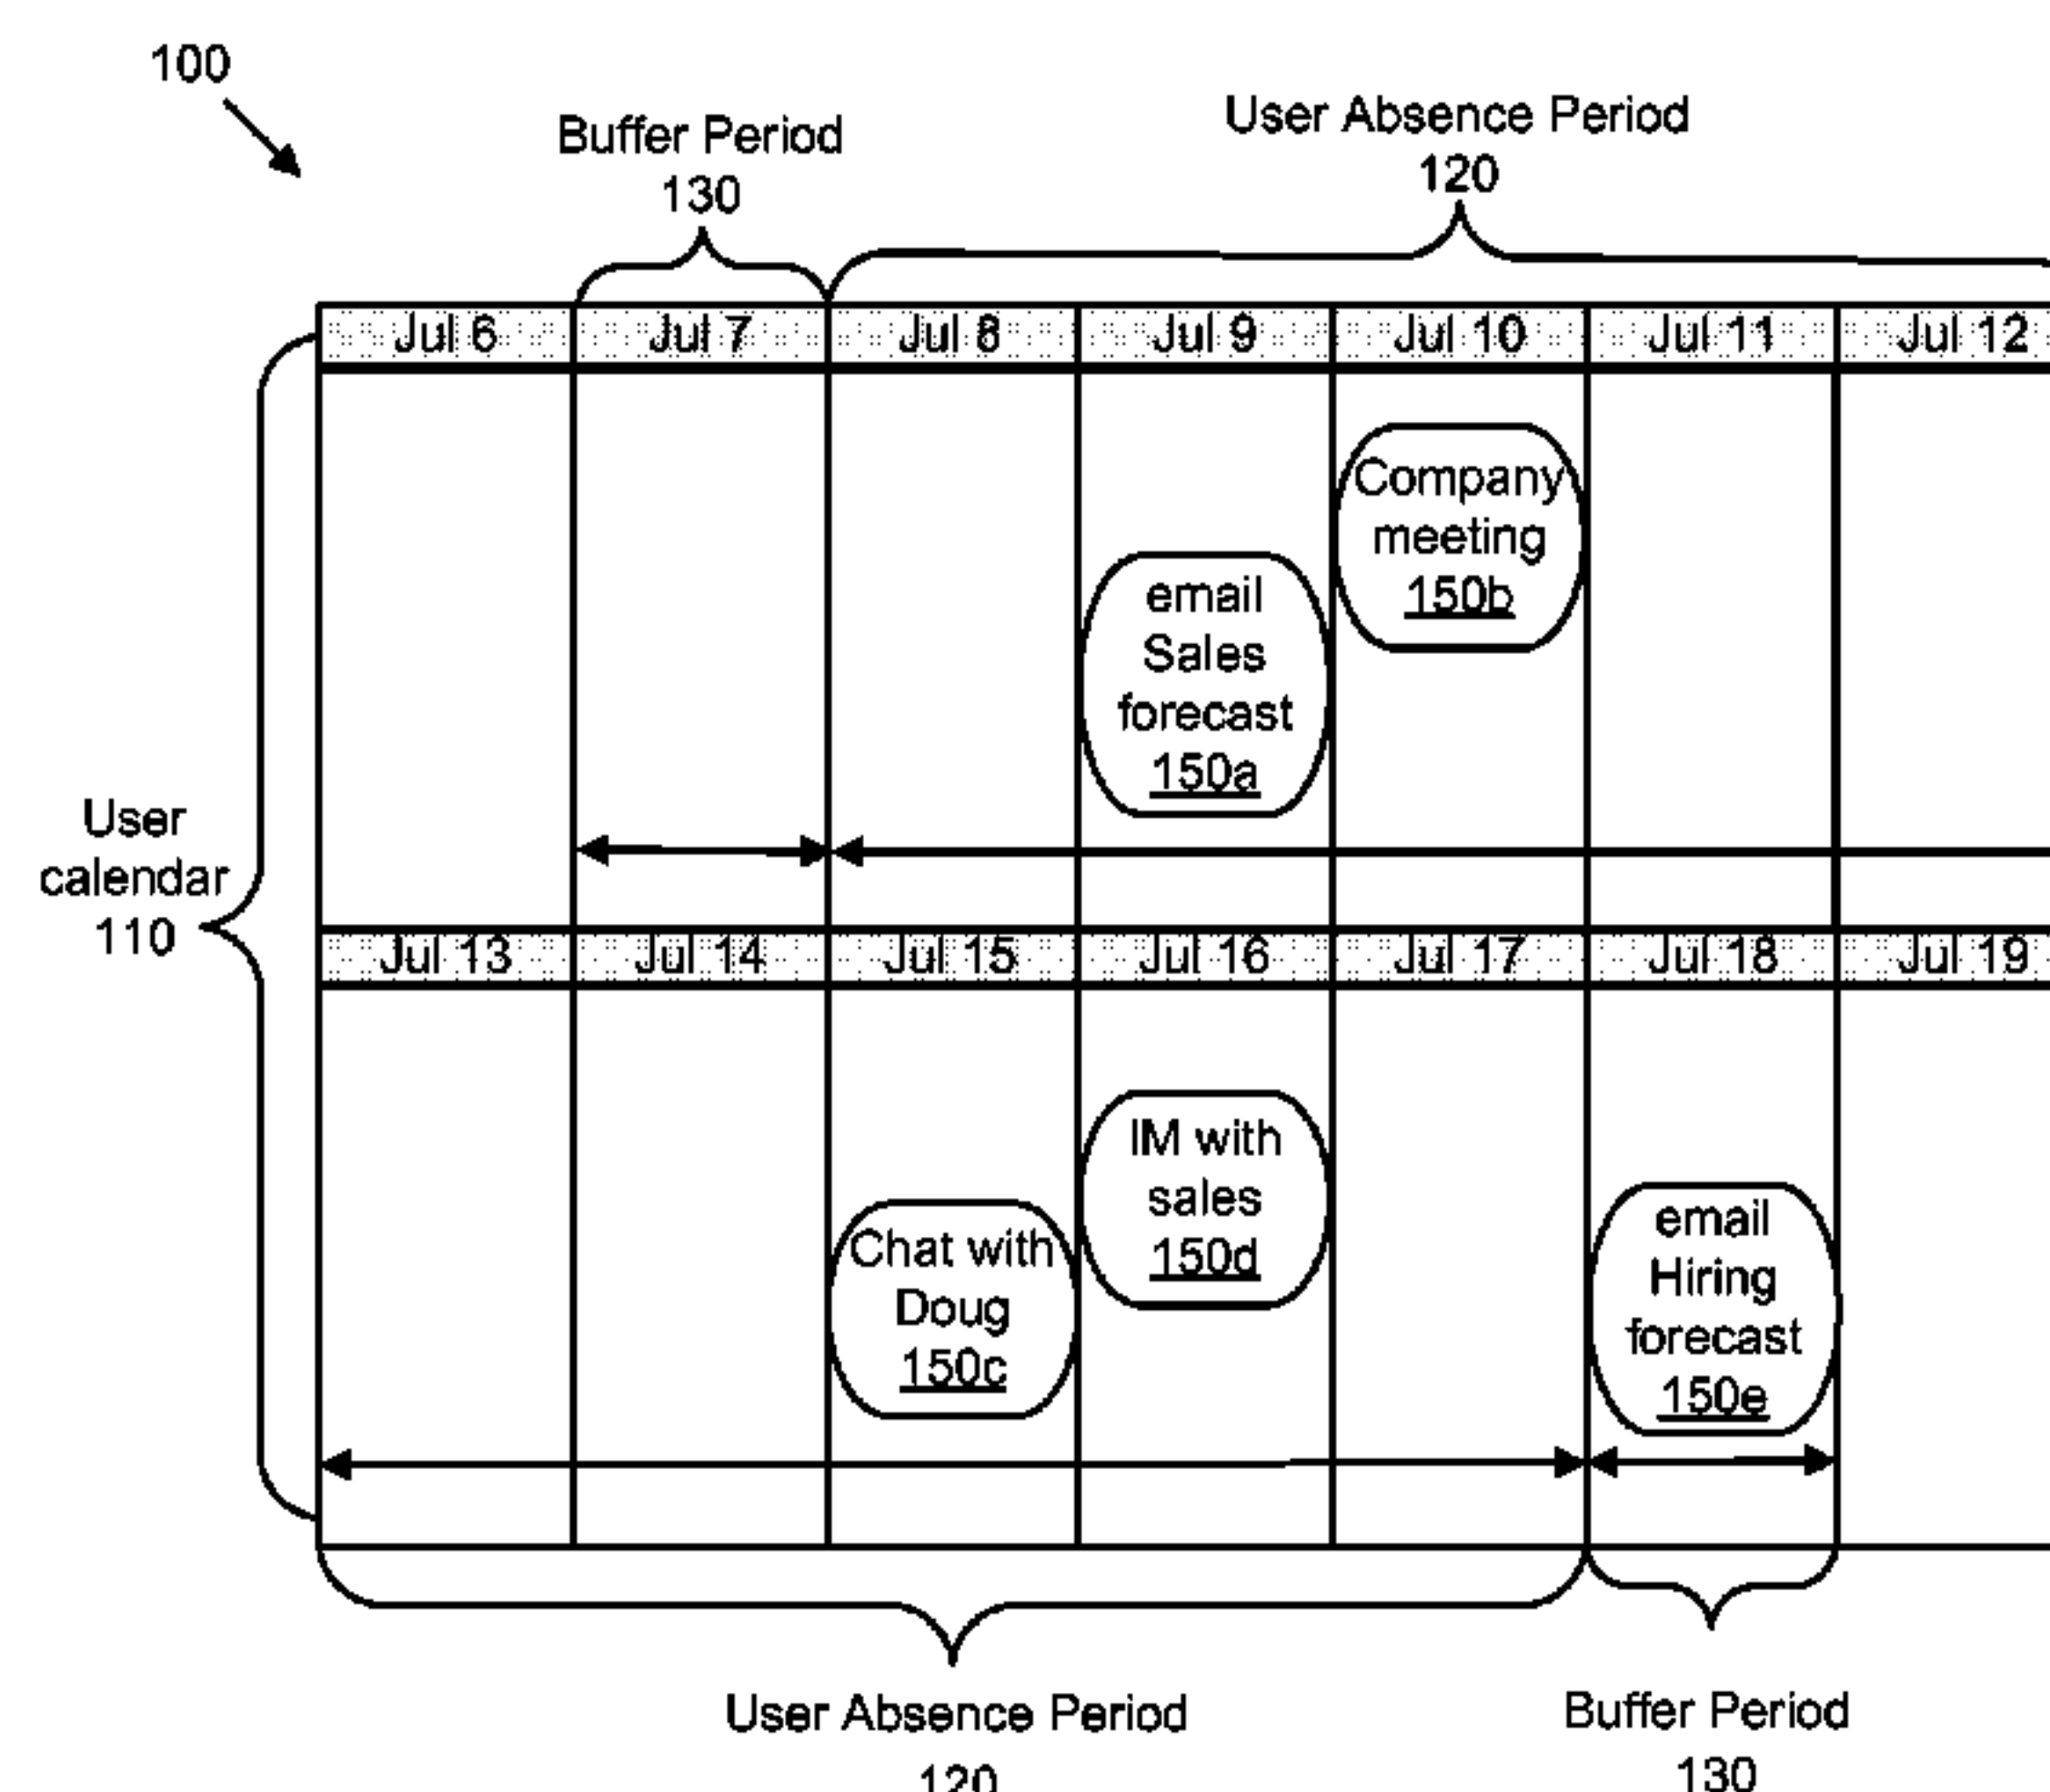 100
Buffer Period
130
User Absence Period
120
Jul 6 Jul 7 Jul 8 Jul 9 Jul 10 Jul 11 Jul 12
Company
meeting
150b
email
Sales
forecast
150a
User
calendar
110
Jul 13 Jul 14 Jul 15 Jul 16 Jul 17 Jul 18 Jul 19
IM with
sales
150d
Chat with
Doug
150c
email
Hiring
forecast
150e
User Absence Period
120
Buffer Period
130